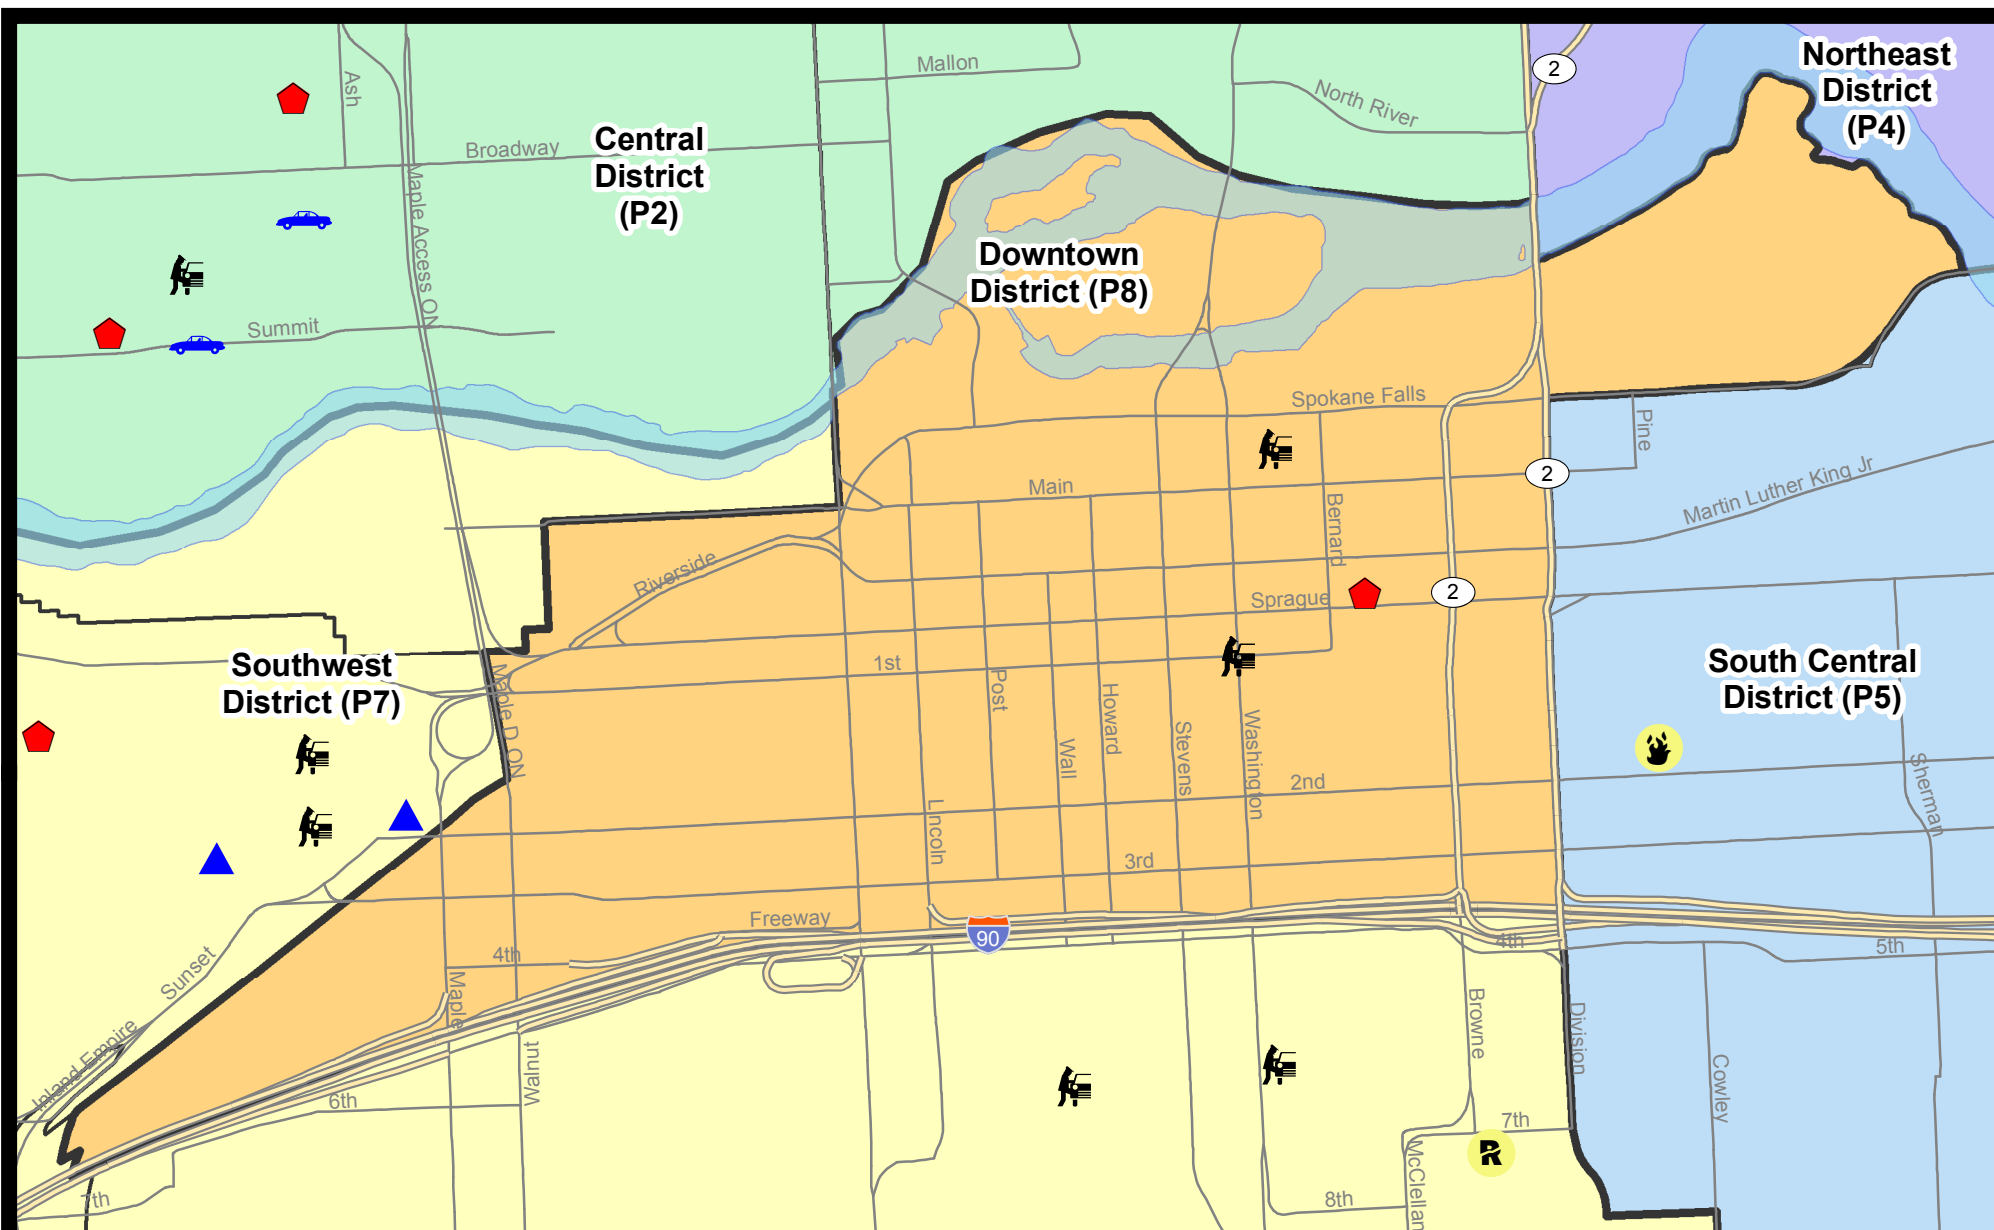 2
Northeast
District
(P4)
Mallon
Ash
North River
Central
District
(P2)
Broadway
Maple Access ON
Downtown
District (P8)
Summit
Spokane Falls
Pine
2
Main
Martin Luther King Jr
Bernard
Riverside
2
Sprague
Southwest
District (P7)
1st
South Central
District (P5)
Maple D ON
Post
Howard
Wall
Stevens
Washington
2nd
Sherman
Lincoln
3rd
Freeway
90
4th
4th
5th
Sunset
Maple
Browne
Division
Inland Empire
Walnut
Cowley
6th
7th
R
McClellan
7th
8th